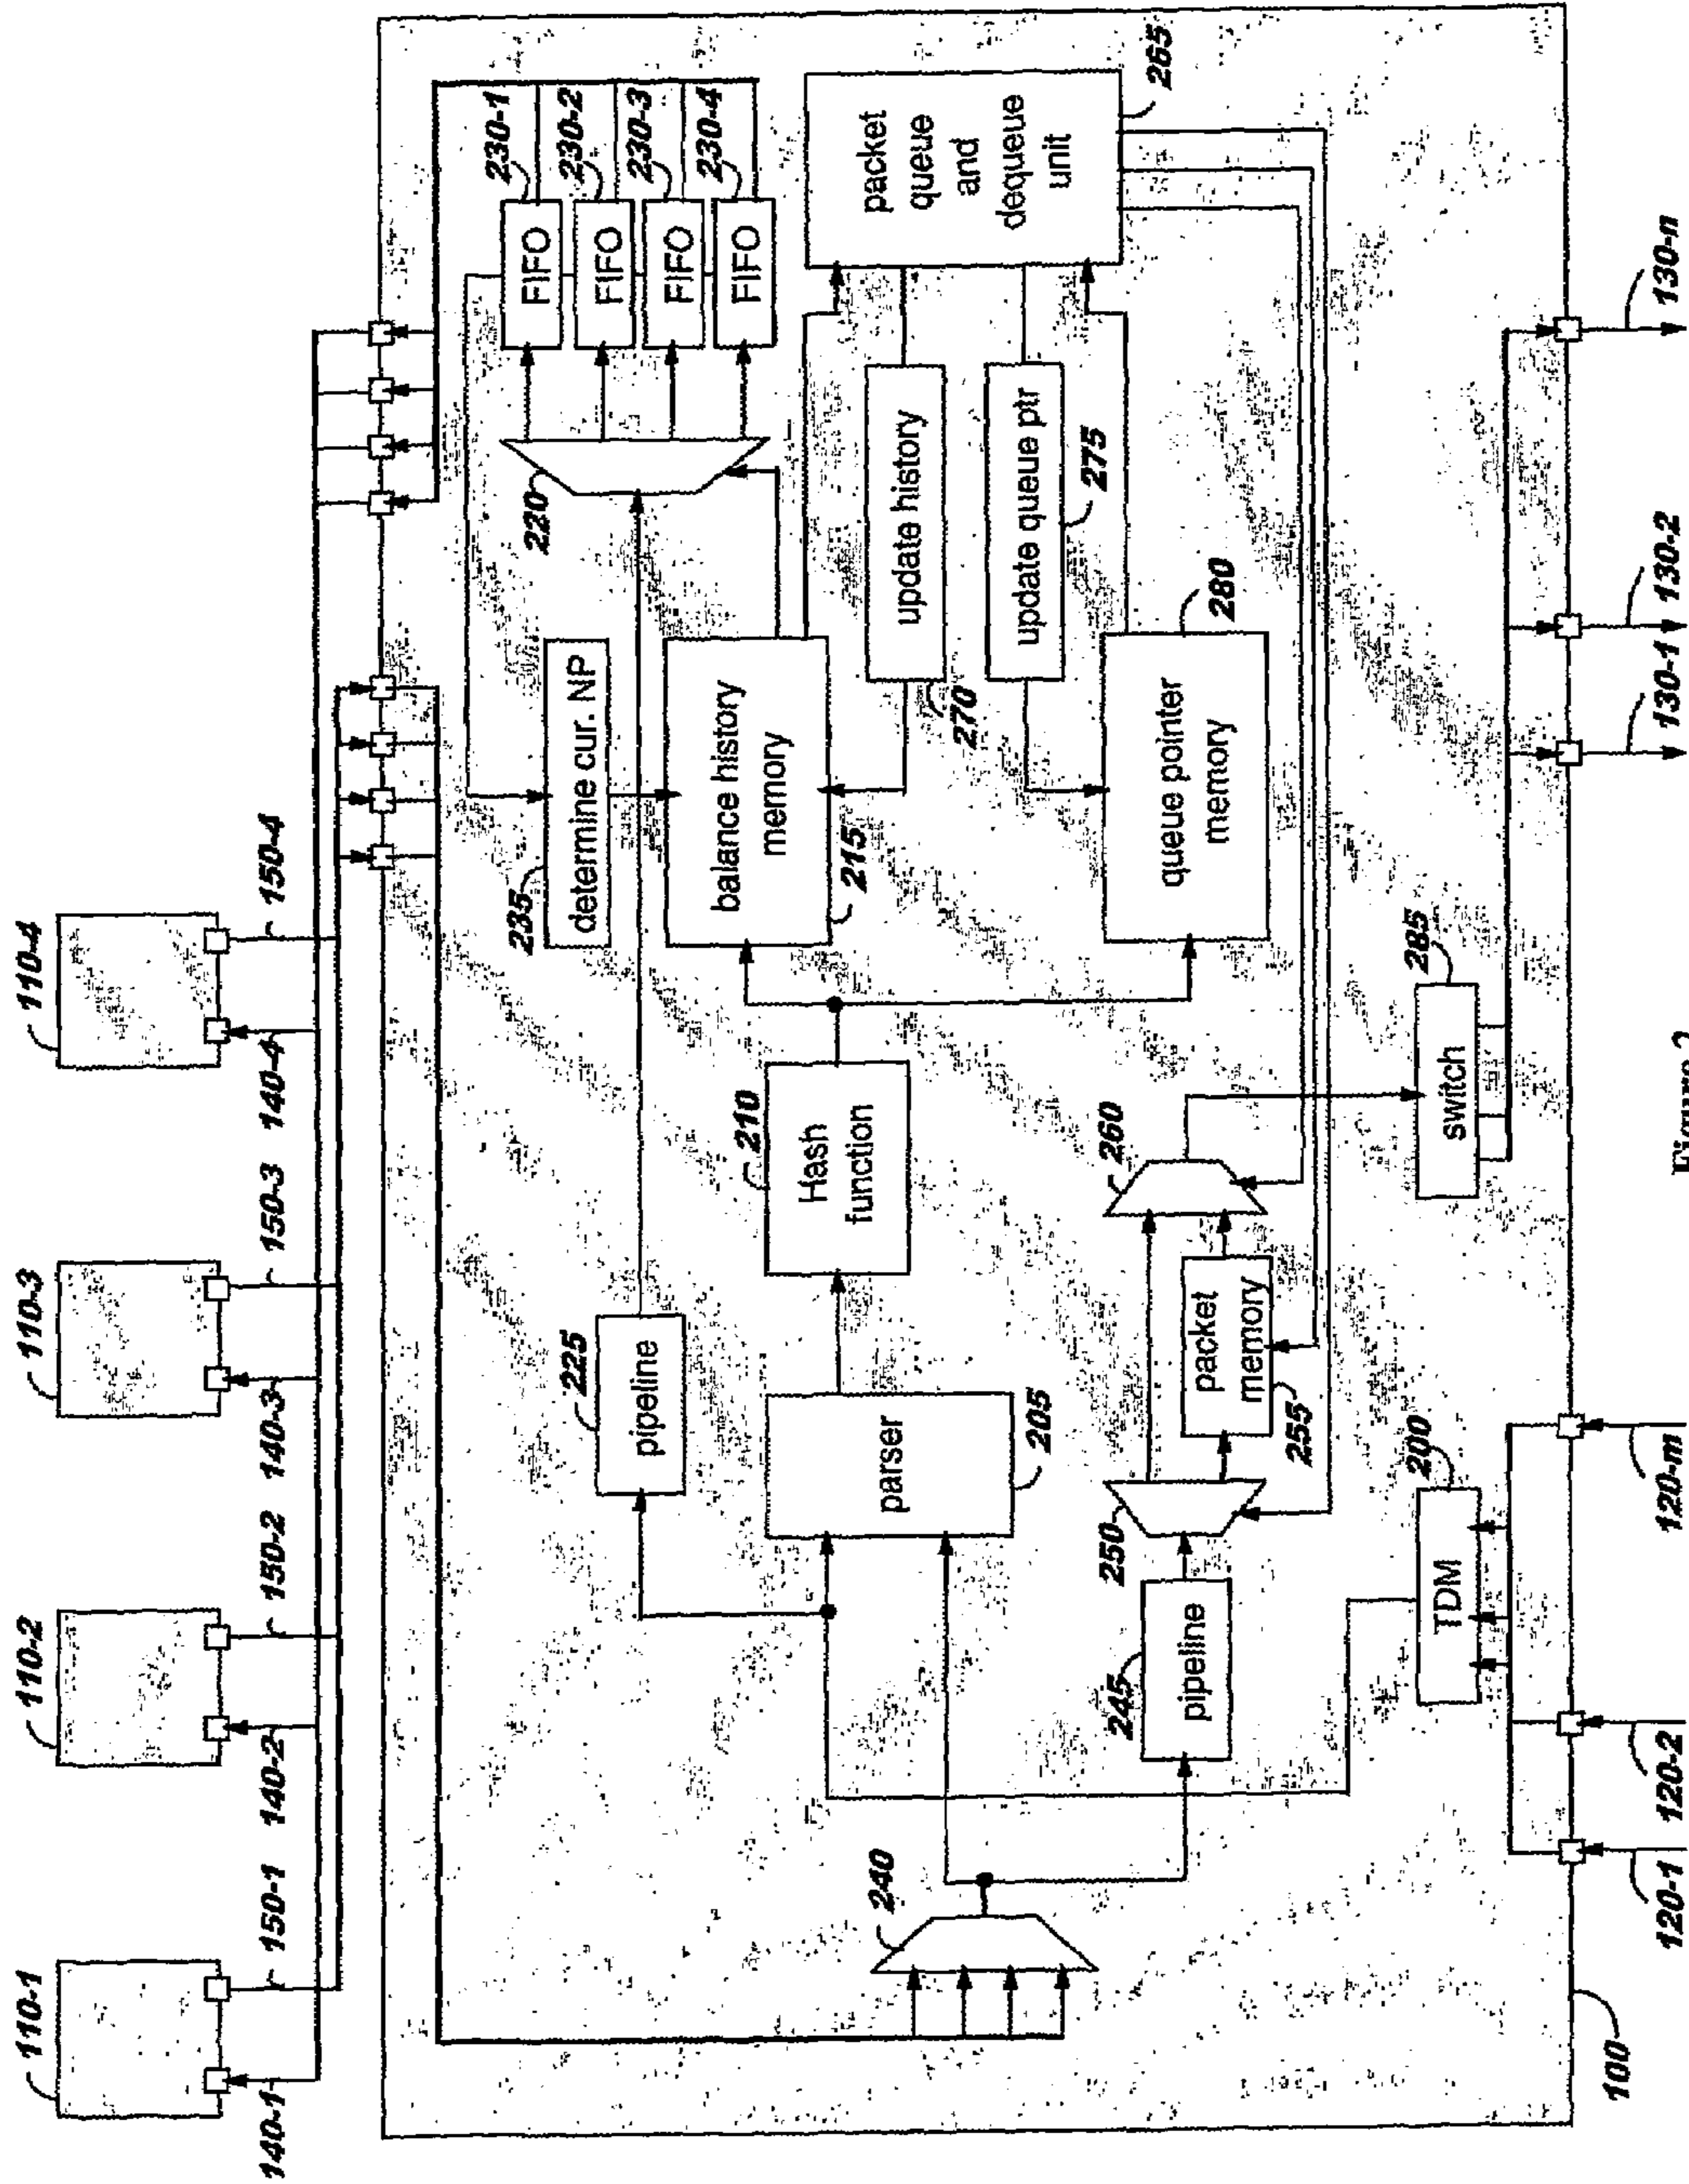 110-1
110-2
110-3
110-4
140-1
150-1
140-2
150-2
140-3
150-3
140-4
150-4
230-1
230-2
230-3
230-4
FIFO
FIFO
FIFO
FIFO
220
235
determine cur. NP
225
pipeline
balance history
memory
215
210
Hash
function
parser
205
240
packet
queue
and
dequeue
unit
265
update history
270
update queue ptr
275
280
queue pointer
memory
245
pipeline
250
packet
memory
255
260
200
TDM
285
switch
100
120-1
120-2
120-m
130-1
130-2
130-n
Figure 2